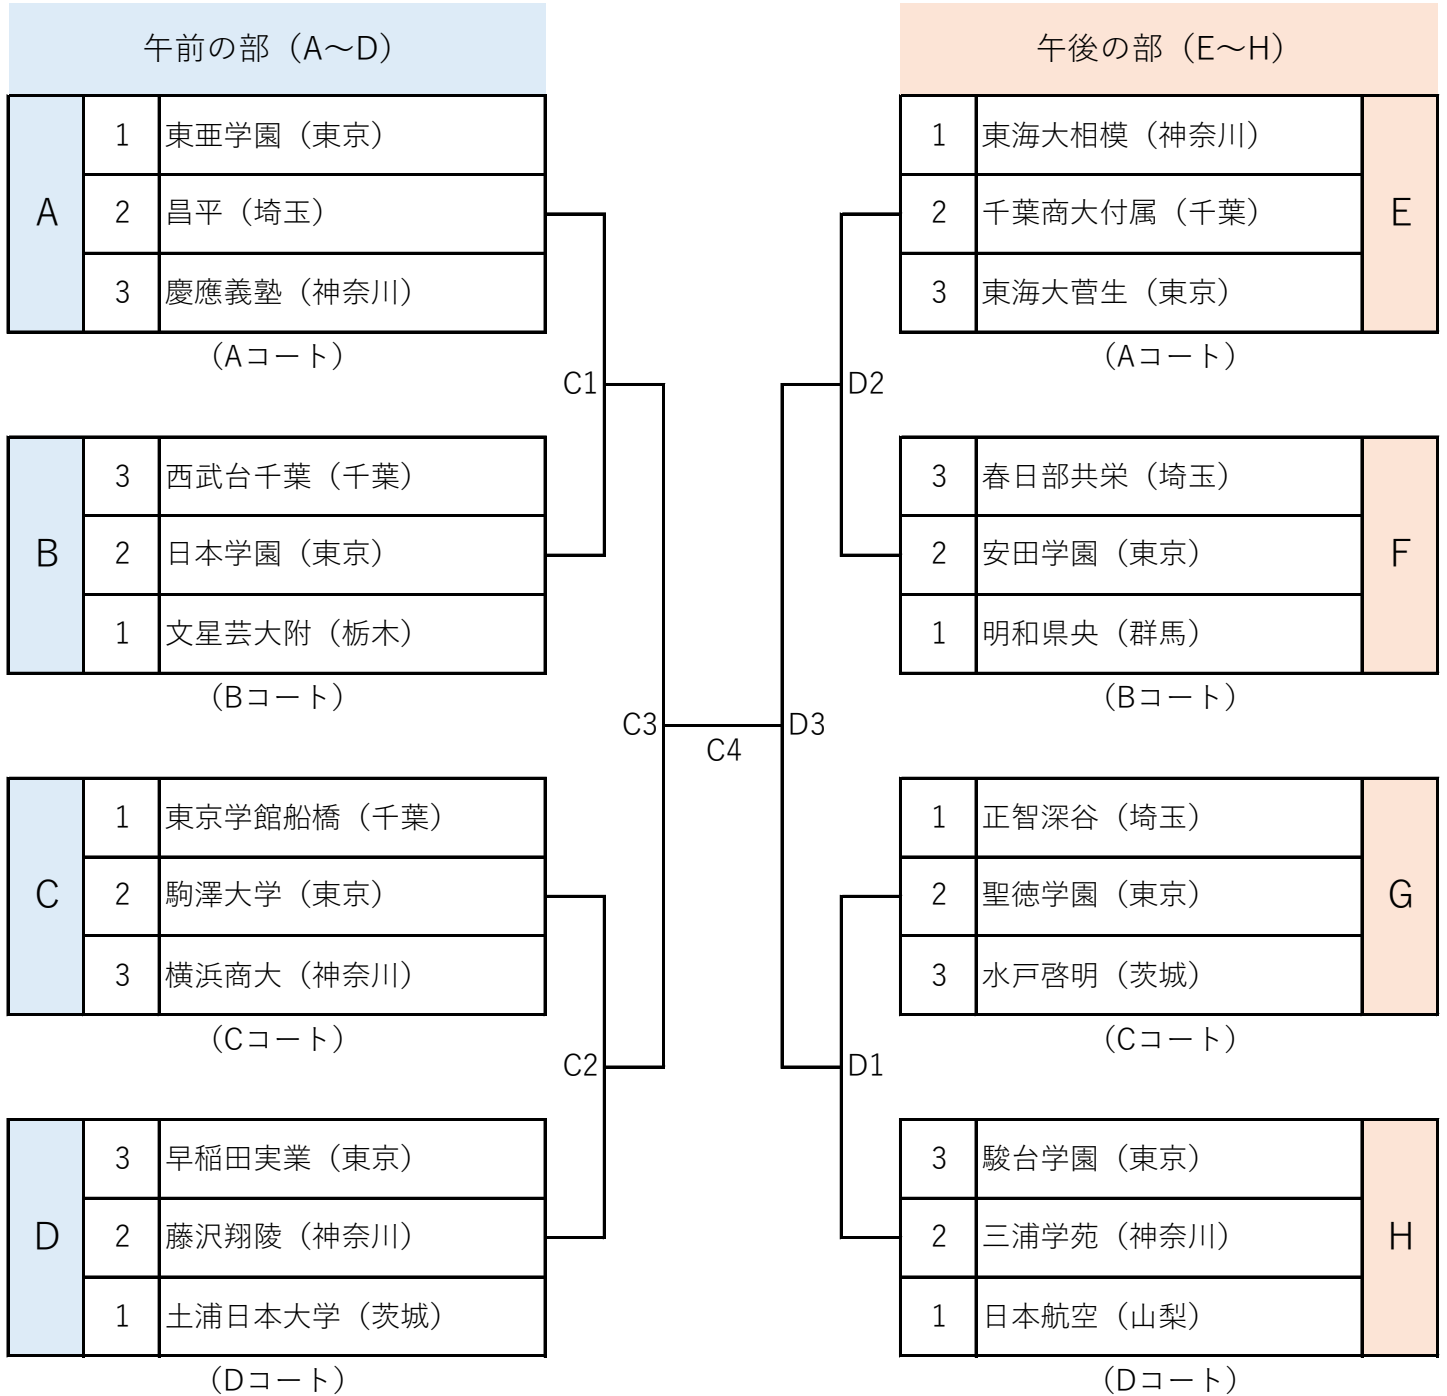 午前の部（A～D）
A
1 東亜学園（東京）
2 昌平（埼玉）
3 慶應義塾（神奈川）
（Aコート）
C1
B
3 西武台千葉（千葉）
2 日本学園（東京）
1 文星芸大附（栃木）
（Bコート）
C3
C4
C
1 東京学館船橋（千葉）
2 駒澤大学（東京）
3 横浜商大（神奈川）
（Cコート）
C2
D
3 早稲田実業（東京）
2 藤沢翔陵（神奈川）
1 土浦日本大学（茨城）
（Dコート）
午後の部（E～H）
1 東海大相模（神奈川）
2 千葉商大付属（千葉）
3 東海大菅生（東京）
E
（Aコート）
D2
3 春日部共栄（埼玉）
2 安田学園（東京）
1 明和県央（群馬）
F
（Bコート）
D3
1 正智深谷（埼玉）
2 聖徳学園（東京）
3 水戸啓明（茨城）
G
（Cコート）
D1
3 駿台学園（東京）
2 三浦学苑（神奈川）
1 日本航空（山梨）
H
（Dコート）